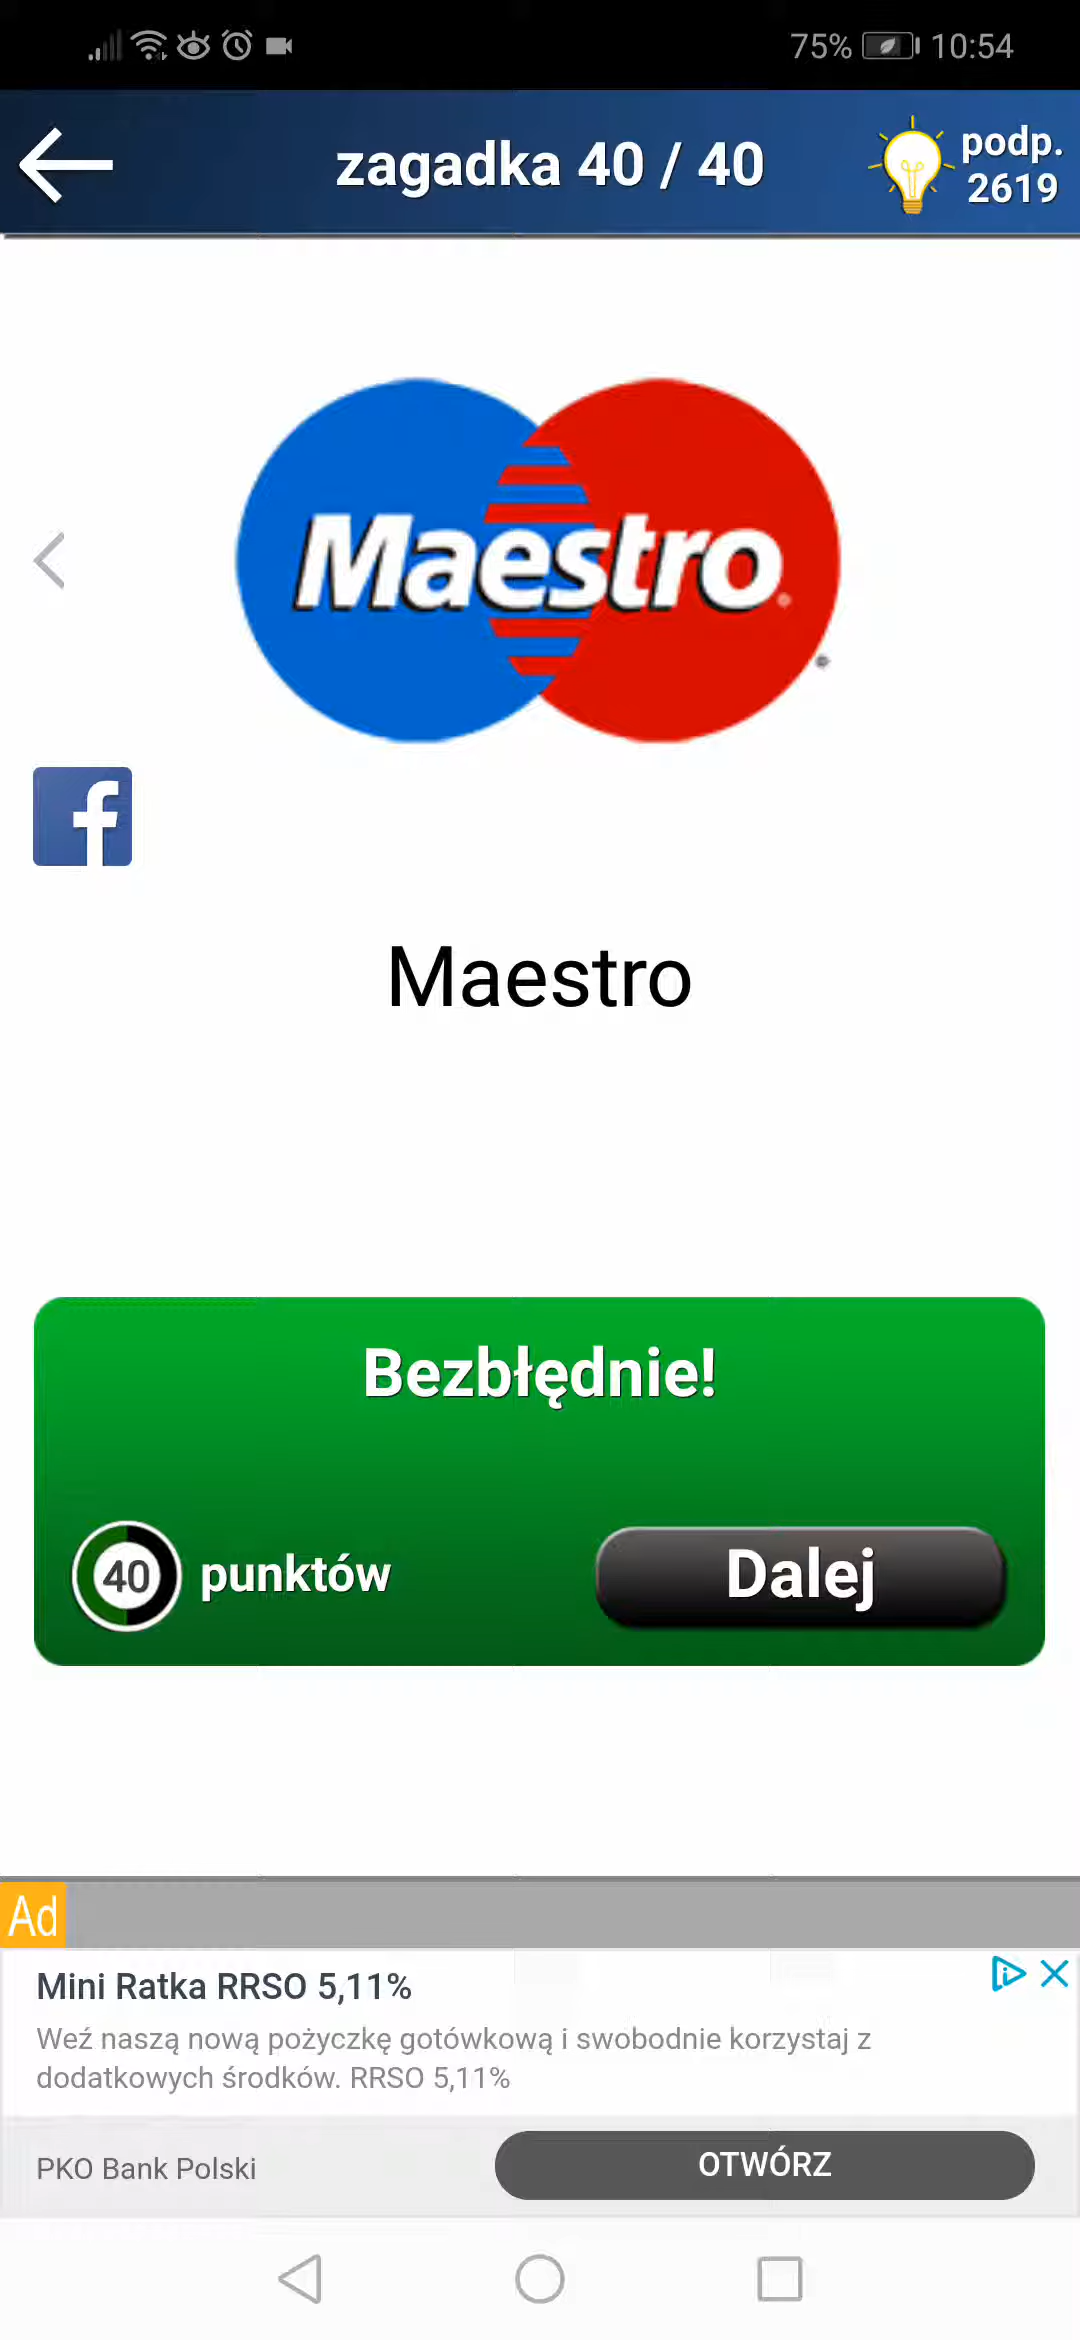 75% 10:54
zagadka 40 / 40
podp.
2619
Maestro
Maestro
Bezbłędnie!
40 punktów
Dalej
Ad
Mini Ratka RRSO 5,11%
Weź naszą nową pożyczkę gotówkową i swobodnie korzystaj z
dodatkowych środków. RRSO 5,11%
PKO Bank Polski
OTWÓRZ